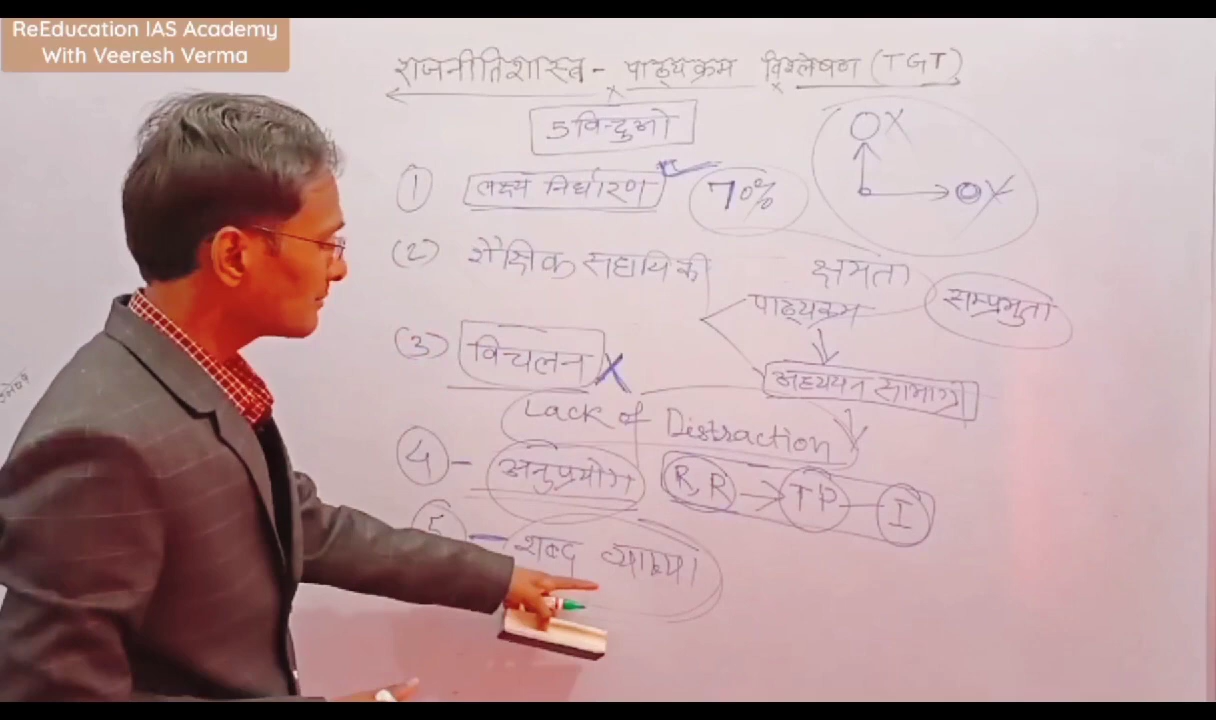 ReEducation IAS Academy
With Veeresh Verma
राजनीतिशास्त्र - पाठ्यक्रम विश्लेषण (TGT)
5 विन्दुओ
X
① लक्ष्य निर्धारण 70%
X
(2) शैक्षिक सहायिकी
क्षमता
पाठ्यक्रम
सम्प्रभुता
(3) विचलन X
अध्ययन सामाग्री
Lack of Distraction
4 - अनुप्रयोग R, R → TP - I
5 - शब्द व्याख्या